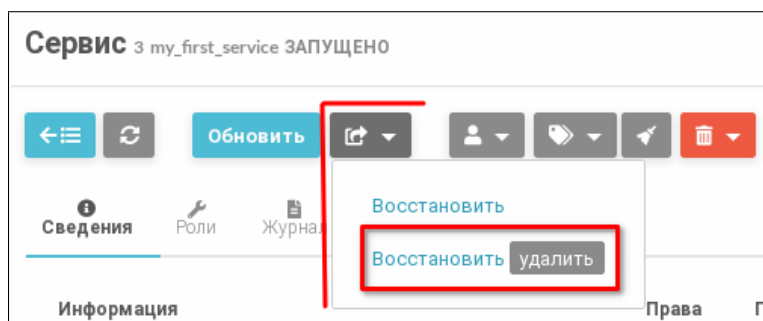 Сервис 3 my_first_service ЗАПУЩЕНО
Обновить
Сведения Роли Журнал
Восстановить
Восстановить удалить
Информация Права